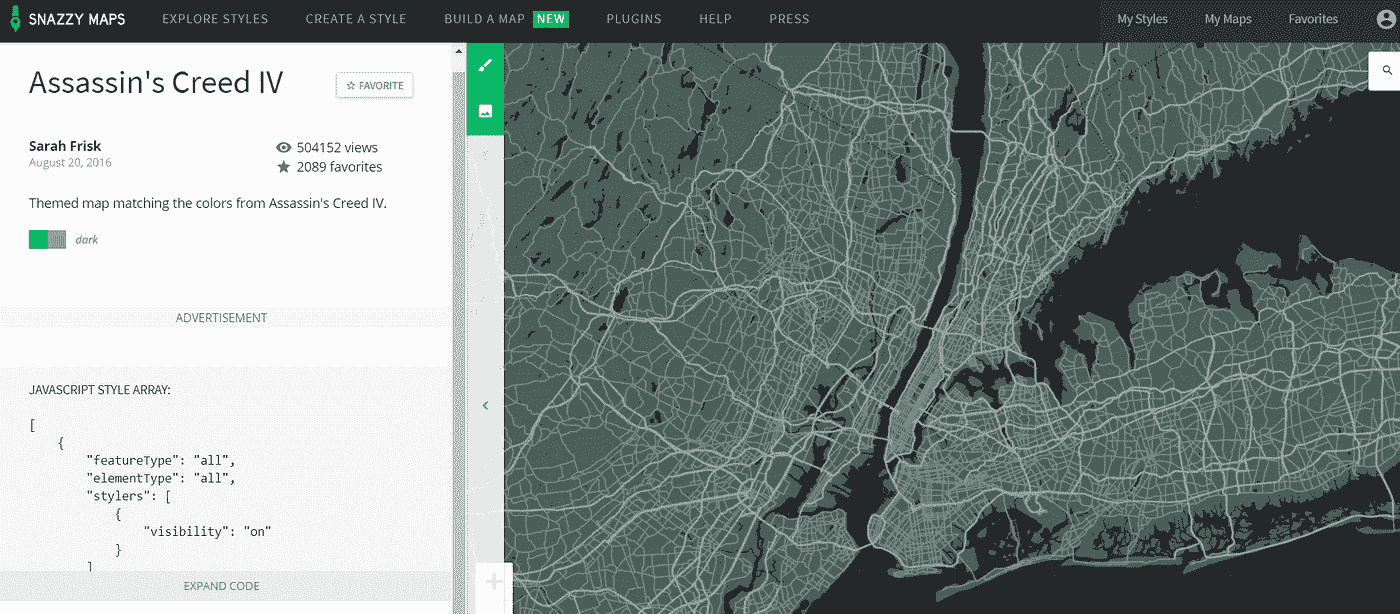 SNAZZY MAPS EXPLORE STYLES CREATE A STYLE BUILD A MAP NEW PLUGINS HELP PRESS My Styles My Maps Favorites
Assassin's Creed IV
☆ FAVORITE
Sarah Frisk
August 20, 2016
504152 views
2089 favorites
Themed map matching the colors from Assassin's Creed IV.
dark
ADVERTISEMENT
JAVASCRIPT STYLE ARRAY:
[
{
"featureType": "all",
"elementType": "all",
"stylers": [
{
"visibility": "on"
}
]
EXPAND CODE